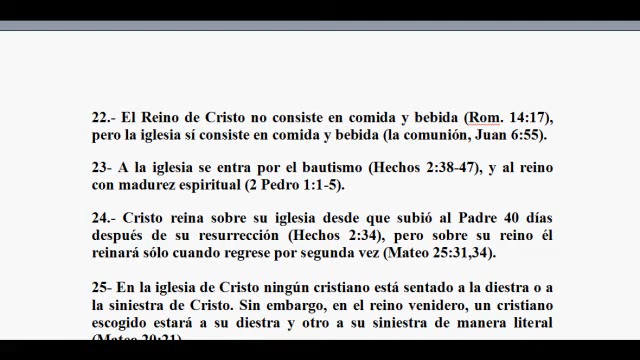 22.- El Reino de Cristo no consiste en comida y bebida (Rom. 14:17),
pero la iglesia sí consiste en comida y bebida (la comunión, Juan 6:55).
23- A la iglesia se entra por el bautismo (Hechos 2:38-47), y al reino
con madurez espiritual (2 Pedro 1:1-5).
24.- Cristo reina sobre su iglesia desde que subió al Padre 40 días
después de su resurrección (Hechos 2:34), pero sobre su reino él
reinará sólo cuando regrese por segunda vez (Mateo 25:31,34).
25- En la iglesia de Cristo ningún cristiano está sentado a la diestra o a
la siniestra de Cristo. Sin embargo, en el reino venidero, un cristiano
escogido estará a su diestra y otro a su siniestra de manera literal
(Mateo 20:21).